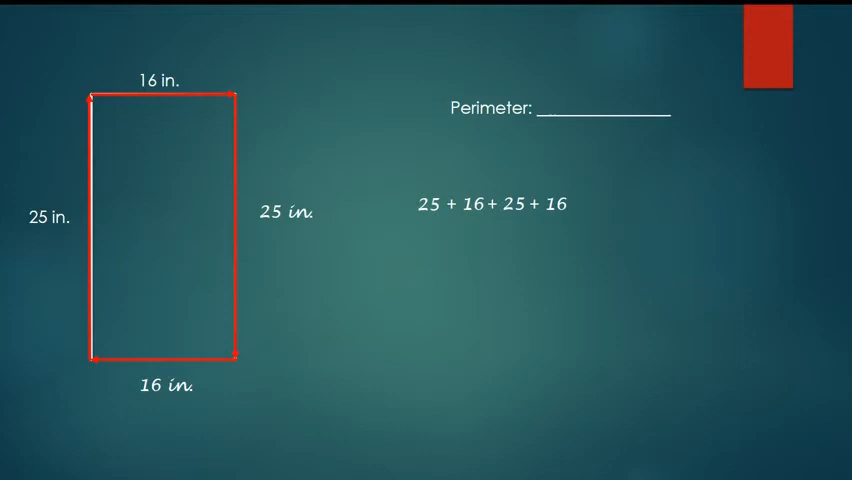 16 in.
Perimeter: _______________
25 in.
25 in.
25 + 16 + 25 + 16
16 in.